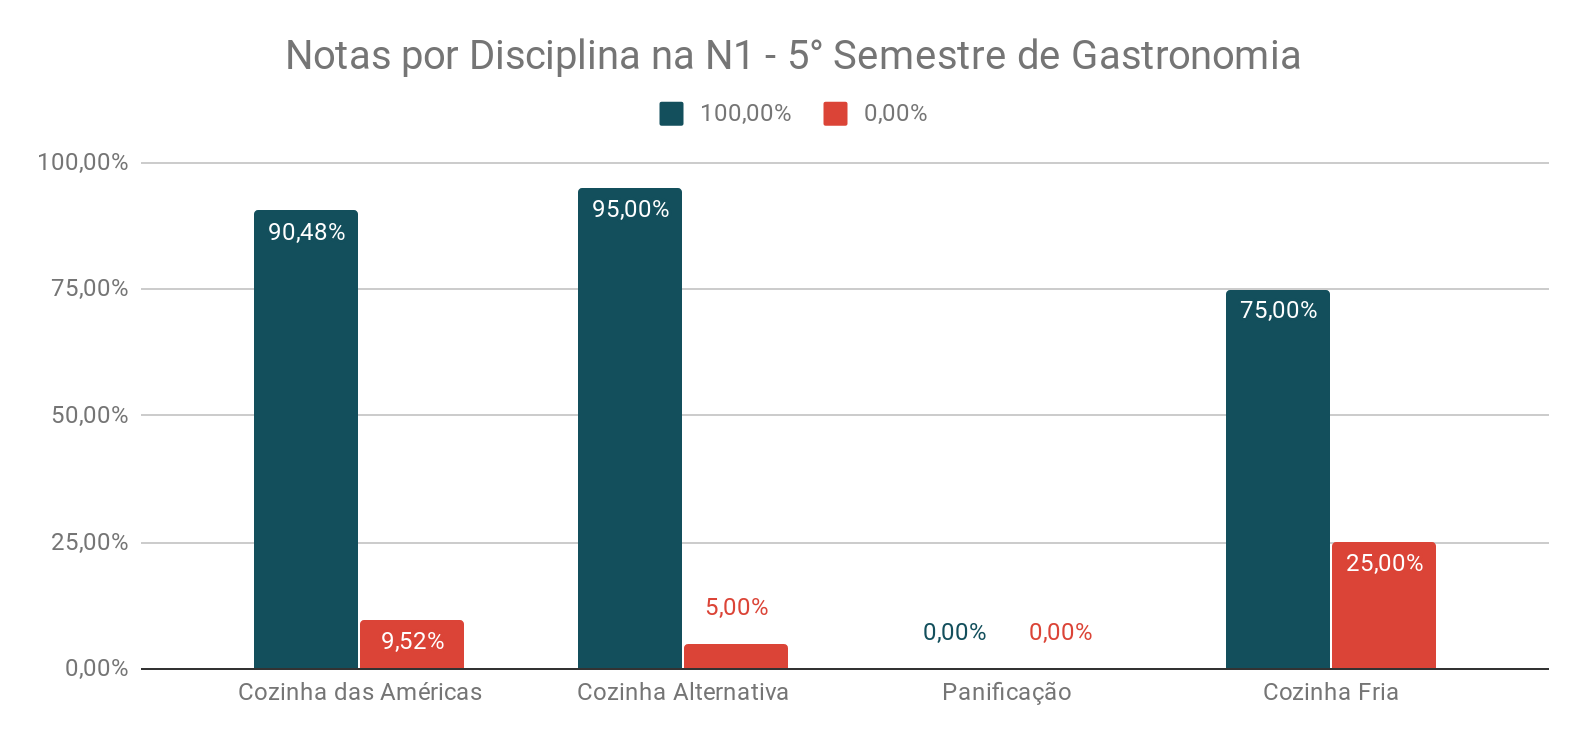 Notas por Disciplina na N1 - 5° Semestre de Gastronomia
100,00% 0,00%
100,00%
75,00%
50,00%
25,00%
0,00%
90,48%
9,52%
95,00%
5,00%
0,00%
0,00%
75,00%
25,00%
Cozinha das Américas
Cozinha Alternativa
Panificação
Cozinha Fria